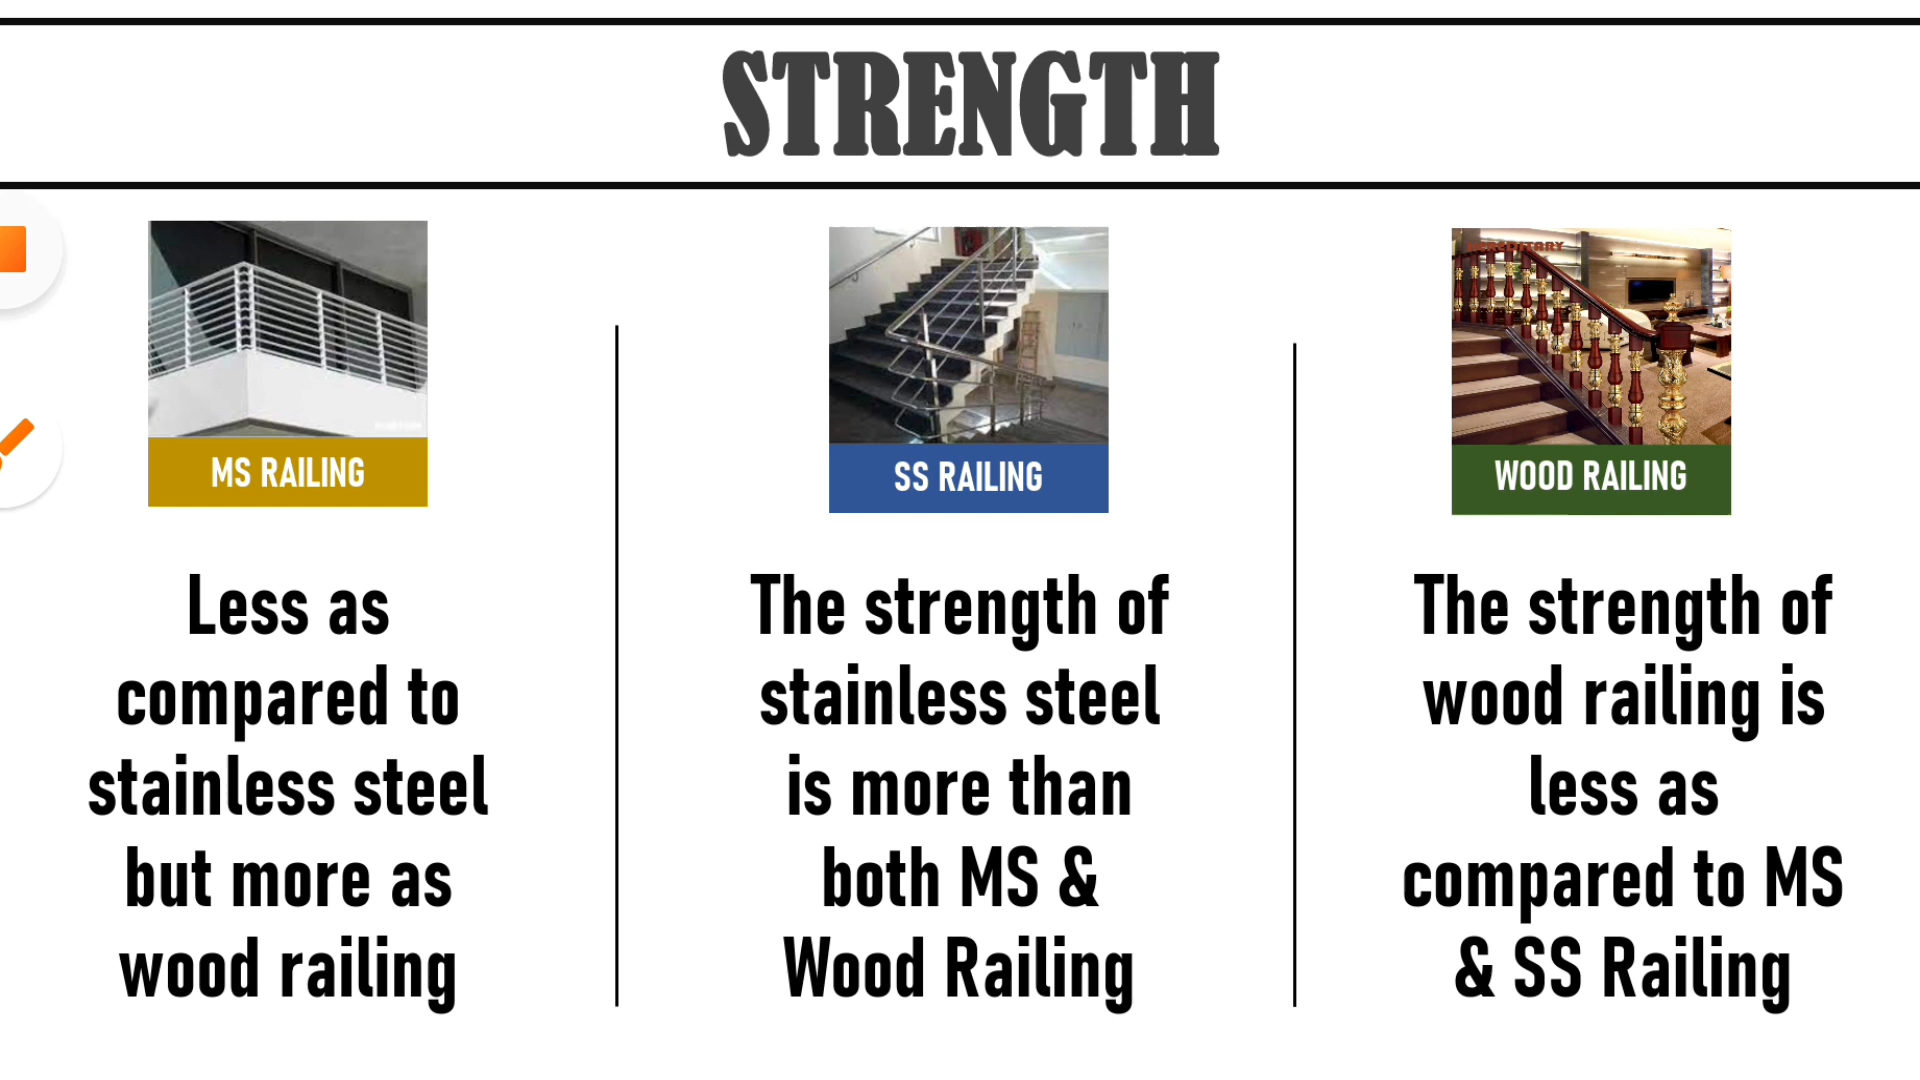 STRENGTH
MS RAILING
Less as
compared to
stainless steel
but more as
wood railing
SS RAILING
The strength of
stainless steel
is more than
both MS &
Wood Railing
WOOD RAILING
The strength of
wood railing is
less as
compared to MS
& SS Railing